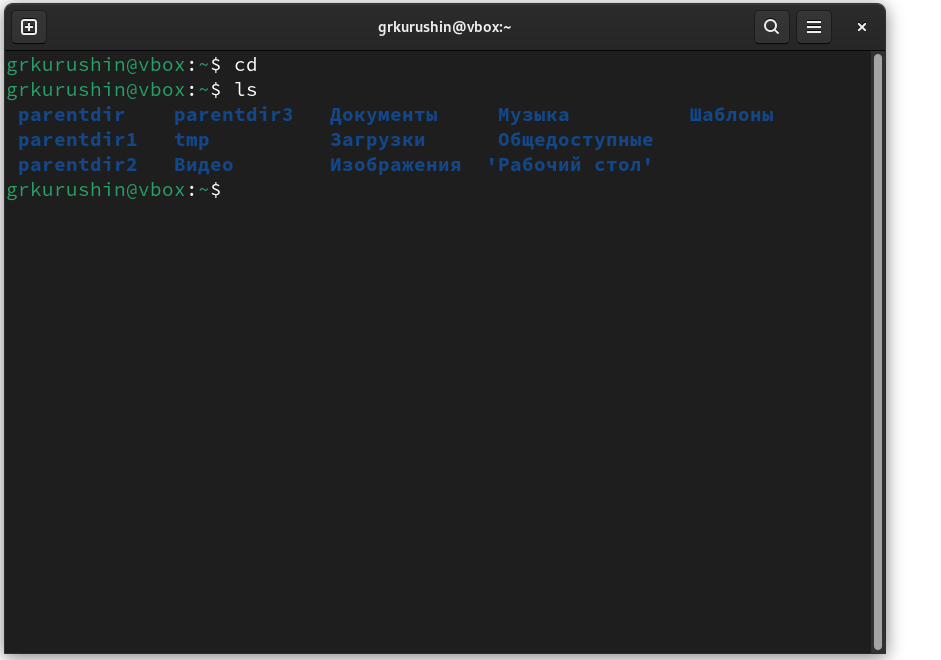 grkurushin@vbox:~
grkurushin@vbox:~$ cd
grkurushin@vbox:~$ ls
parentdir parentdir3 Документы Музыка Шаблоны
parentdir1 tmp Загрузки Общедоступные
parentdir2 Видео Изображения 'Рабочий стол'
grkurushin@vbox:~$